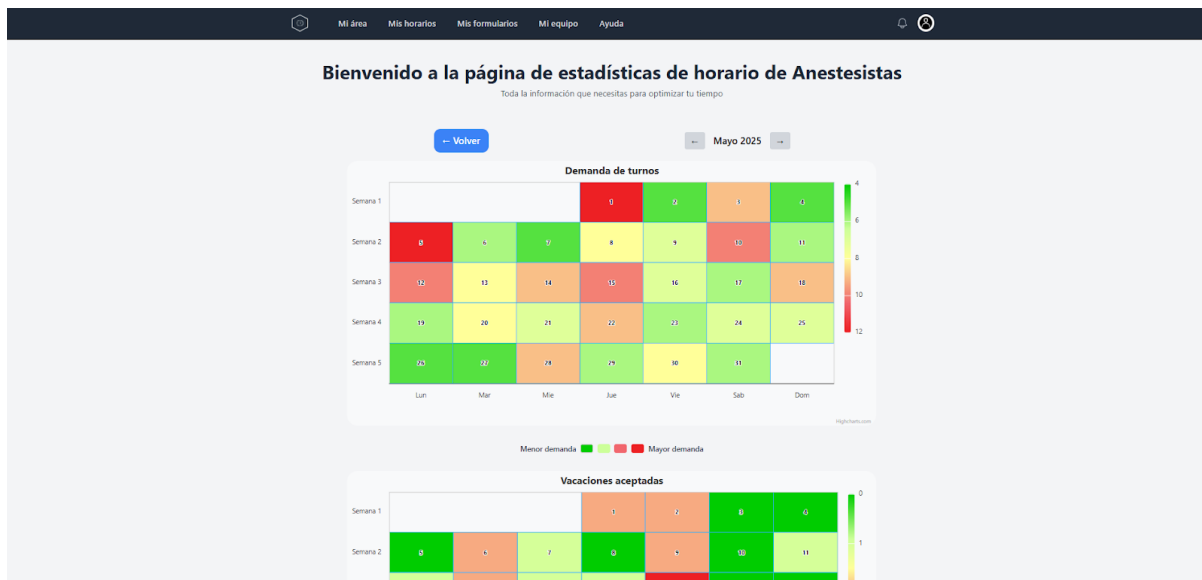 Mi área Mis horarios Mis formularios Mi equipo Ayuda
Bienvenido a la página de estadísticas de horario de Anestesistas
Toda la información que necesitas para optimizar tu tiempo
← Volver
← Mayo 2025 →
Demanda de turnos
Semana 1 1 2 3 4
Semana 2 5 6 7 8 9 10 11
Semana 3 12 13 14 15 16 17 18
Semana 4 19 20 21 22 23 24 25
Semana 5 26 27 28 29 30 31
Lun Mar Mie Jue Vie Sab Dom
4
6
8
10
12
Highcharts.com
Menor demanda Mayor demanda
Vacaciones aceptadas
Semana 1 1 2 3 4
Semana 2 5 6 7 8 9 10 11
0
1